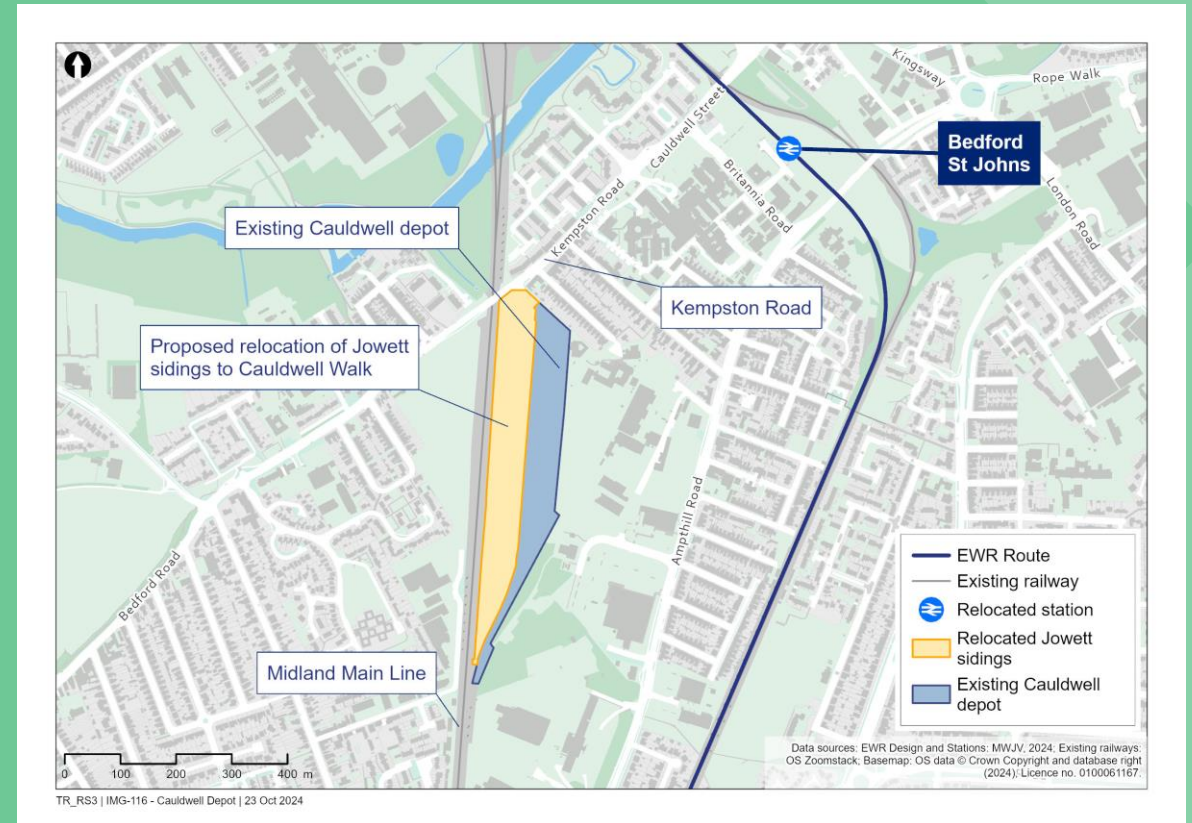 Kingsway
Rope Walk
Cauldwell Street
Bedford
St Johns
Britannia Road
London Road
Existing Cauldwell depot
Kempston Road
Kempston Road
Proposed relocation of Jowett
sidings to Cauldwell Walk
Ampthill Road
Bedford Road
Midland Main Line
EWR Route
Existing railway
Relocated station
Relocated Jowett
sidings
Existing Cauldwell
depot
0 100 200 300 400 m
Data sources: EWR Design and Stations: MWJV, 2024; Existing railways:
OS Zoomstack; Basemap: OS data © Crown Copyright and database right
(2024); Licence no. 0100061167.
TR_RS3 | IMG-116 - Cauldwell Depot | 23 Oct 2024